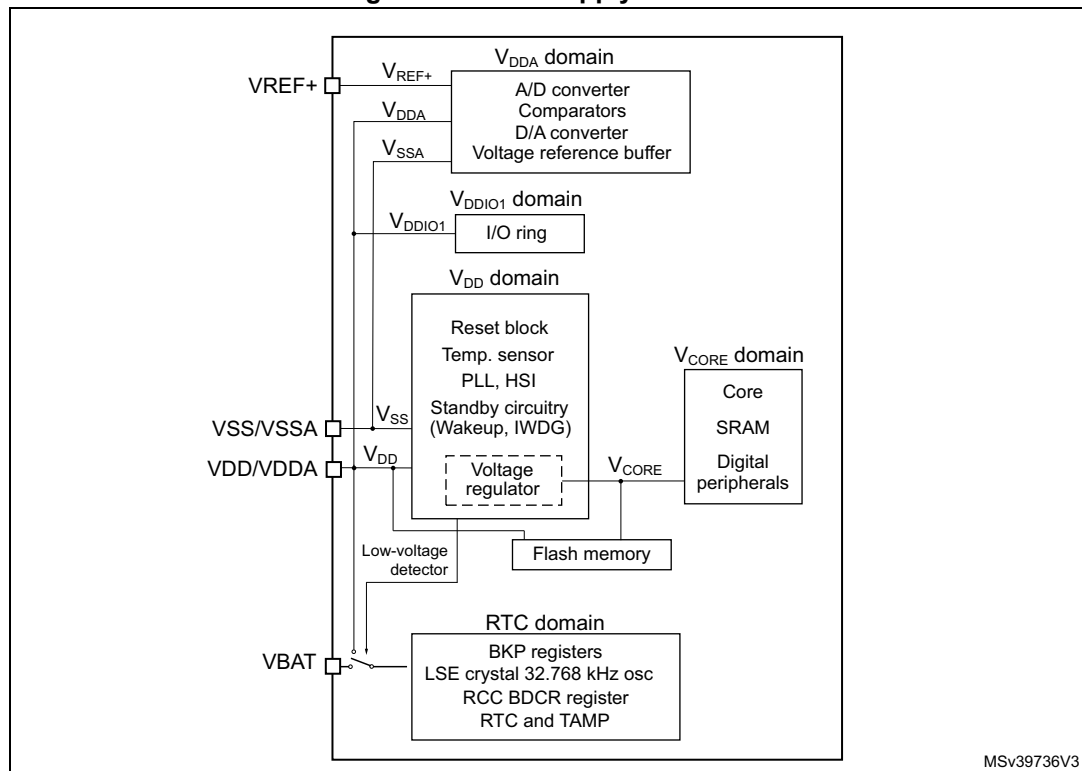 VDDA domain
VREF+
VREF+
A/D converter
Comparators
D/A converter
Voltage reference buffer
VDDA
VSSA
VDDIO1 domain
VDDIO1
I/O ring
VDD domain
Reset block
Temp. sensor
PLL, HSI
Standby circuitry
(Wakeup, IWDG)
Voltage
regulator
VCORE domain
Core
SRAM
Digital
peripherals
VSS/VSSA
VSS
VDD/VDDA
VDD
VCORE
Flash memory
Low-voltage
detector
RTC domain
VBAT
BKP registers
LSE crystal 32.768 kHz osc
RCC BDCR register
RTC and TAMP
MSv39736V3